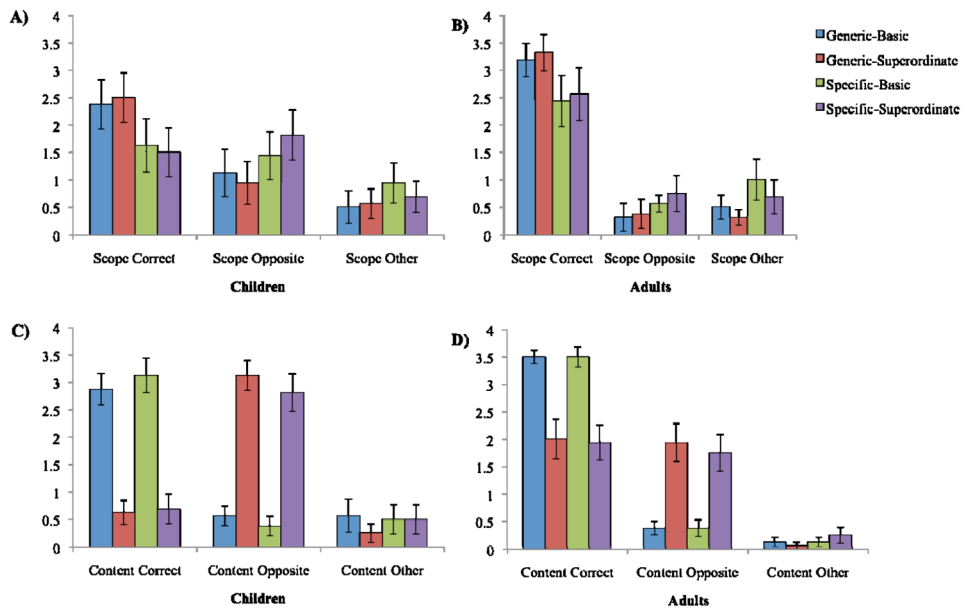 A)
4
3.5
3
2.5
2
1.5
1
0.5
0
Scope Correct Scope Opposite Scope Other
Children
B)
4
3.5
3
2.5
2
1.5
1
0.5
0
Scope Correct Scope Opposite Scope Other
Adults
Generic-Basic
Generic-Superordinate
Specific-Basic
Specific-Superordinate
C)
4
3.5
3
2.5
2
1.5
1
0.5
0
Content Correct Content Opposite Content Other
Children
D)
4
3.5
3
2.5
2
1.5
1
0.5
0
Content Correct Content Opposite Content Other
Adults